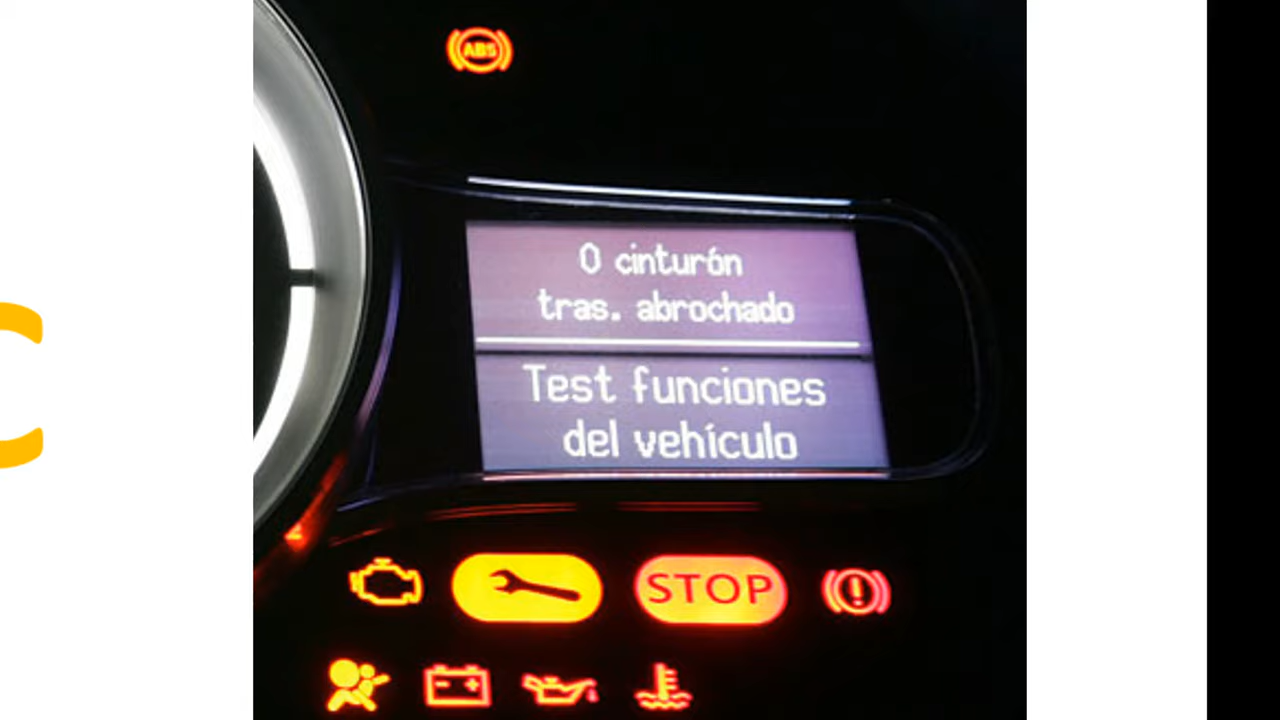 ABS
0 cinturón
tras. abrochado
Test funciones
del vehículo
STOP